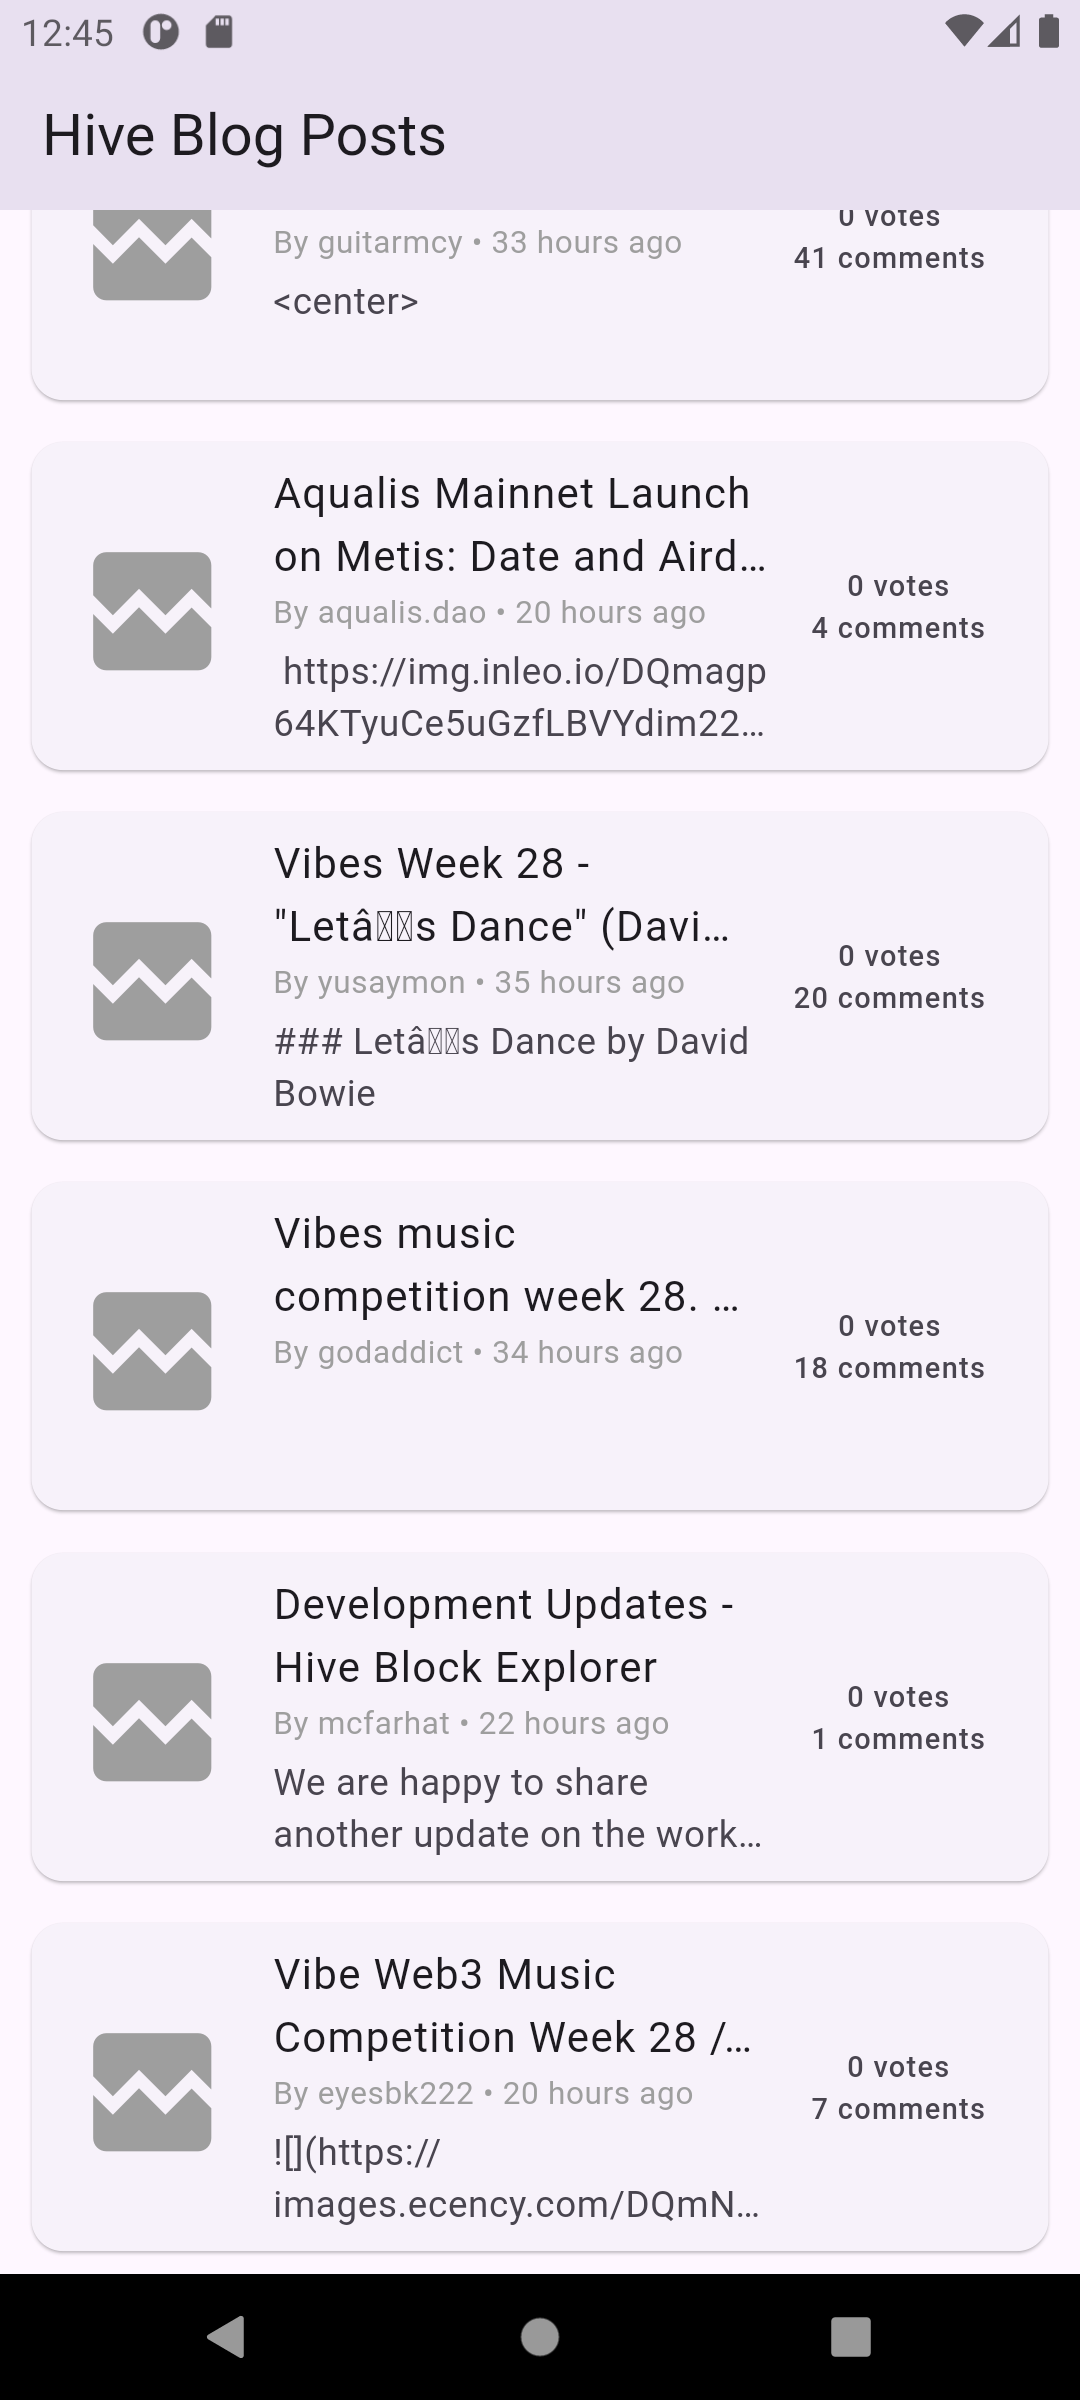 12:45
Hive Blog Posts
0 votes
By guitarmcy • 33 hours ago
41 comments
<center>
Aqualis Mainnet Launch
on Metis: Date and Aird…
By aqualis.dao • 20 hours ago
0 votes
4 comments
https://img.inleo.io/DQmagp
64KTyuCe5uGzfLBVYdim22…
Vibes Week 28 -
"Letâ��s Dance" (Davi…
By yusaymon • 35 hours ago
0 votes
20 comments
### Letâ��s Dance by David
Bowie
Vibes music
competition week 28. …
By godaddict • 34 hours ago
0 votes
18 comments
Development Updates -
Hive Block Explorer
By mcfarhat • 22 hours ago
0 votes
1 comments
We are happy to share
another update on the work…
Vibe Web3 Music
Competition Week 28 /…
By eyesbk222 • 20 hours ago
0 votes
7 comments
![](https://
images.ecency.com/DQmN…